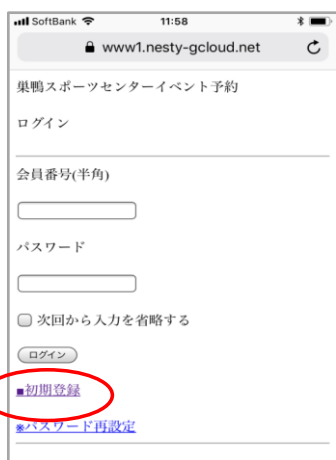 SoftBank 11:58
www1.nesty-gcloud.net
巣鴨スポーツセンターイベント予約
ログイン
会員番号(半角)
パスワード
次回から入力を省略する
ログイン
■初期登録
※パスワード再設定